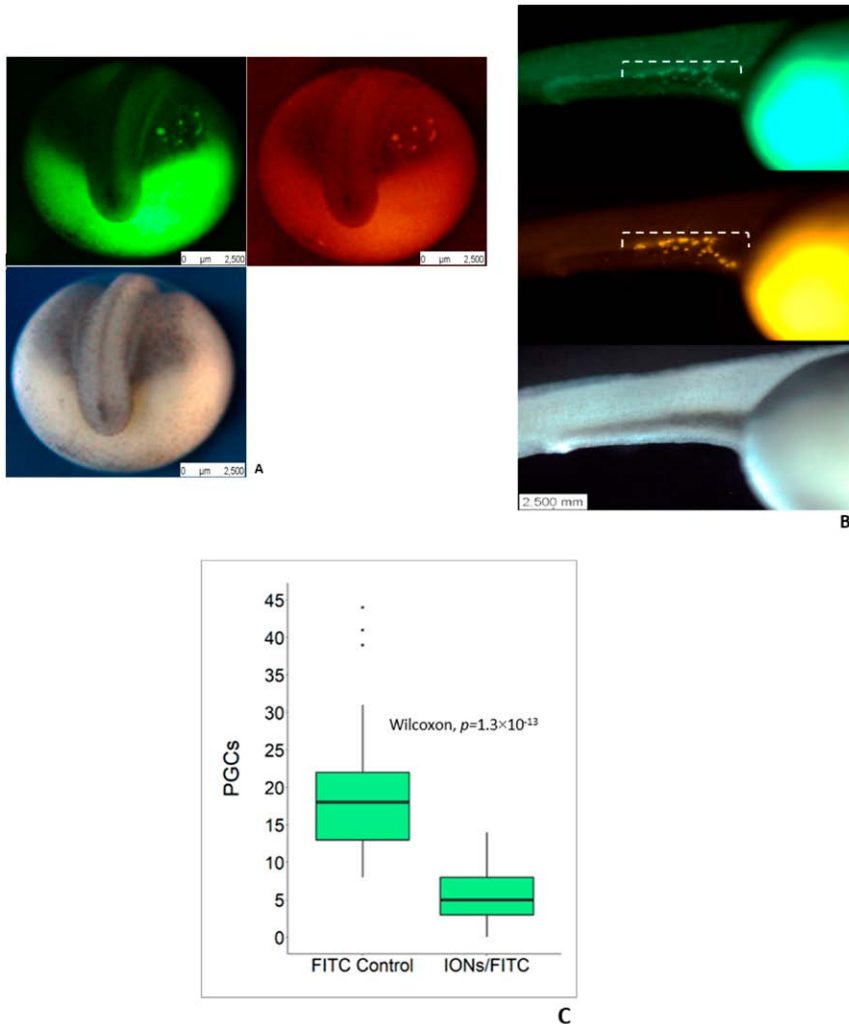 0 µm 2,500
0 µm 2,500
0 µm 2,500
A
2.500 mm
B
PGCs
45
40
35
30
25
20
15
10
5
0
Wilcoxon, p=1.3×10⁻¹³
FITC Control IONs/FITC
C